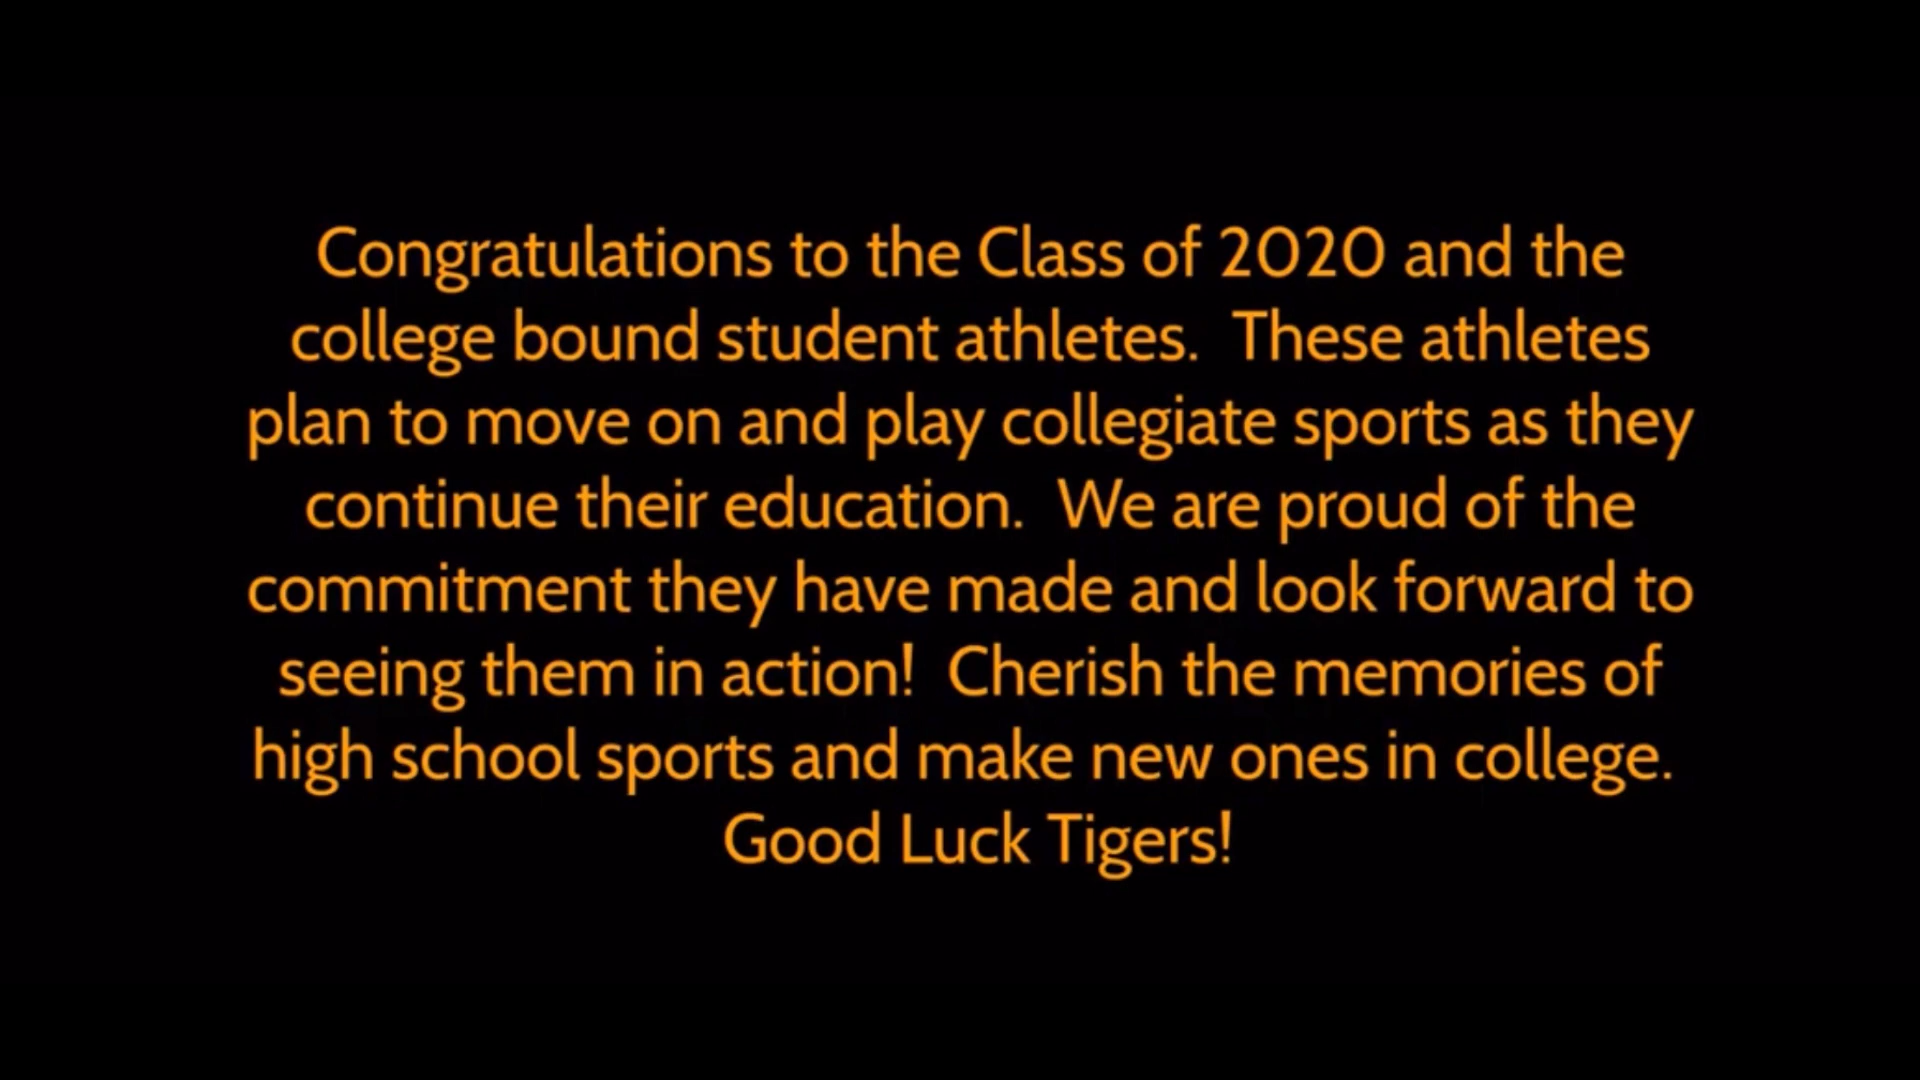 Congratulations to the Class of 2020 and the
college bound student athletes.  These athletes
plan to move on and play collegiate sports as they
continue their education.  We are proud of the
commitment they have made and look forward to
seeing them in action!  Cherish the memories of
high school sports and make new ones in college.
Good Luck Tigers!